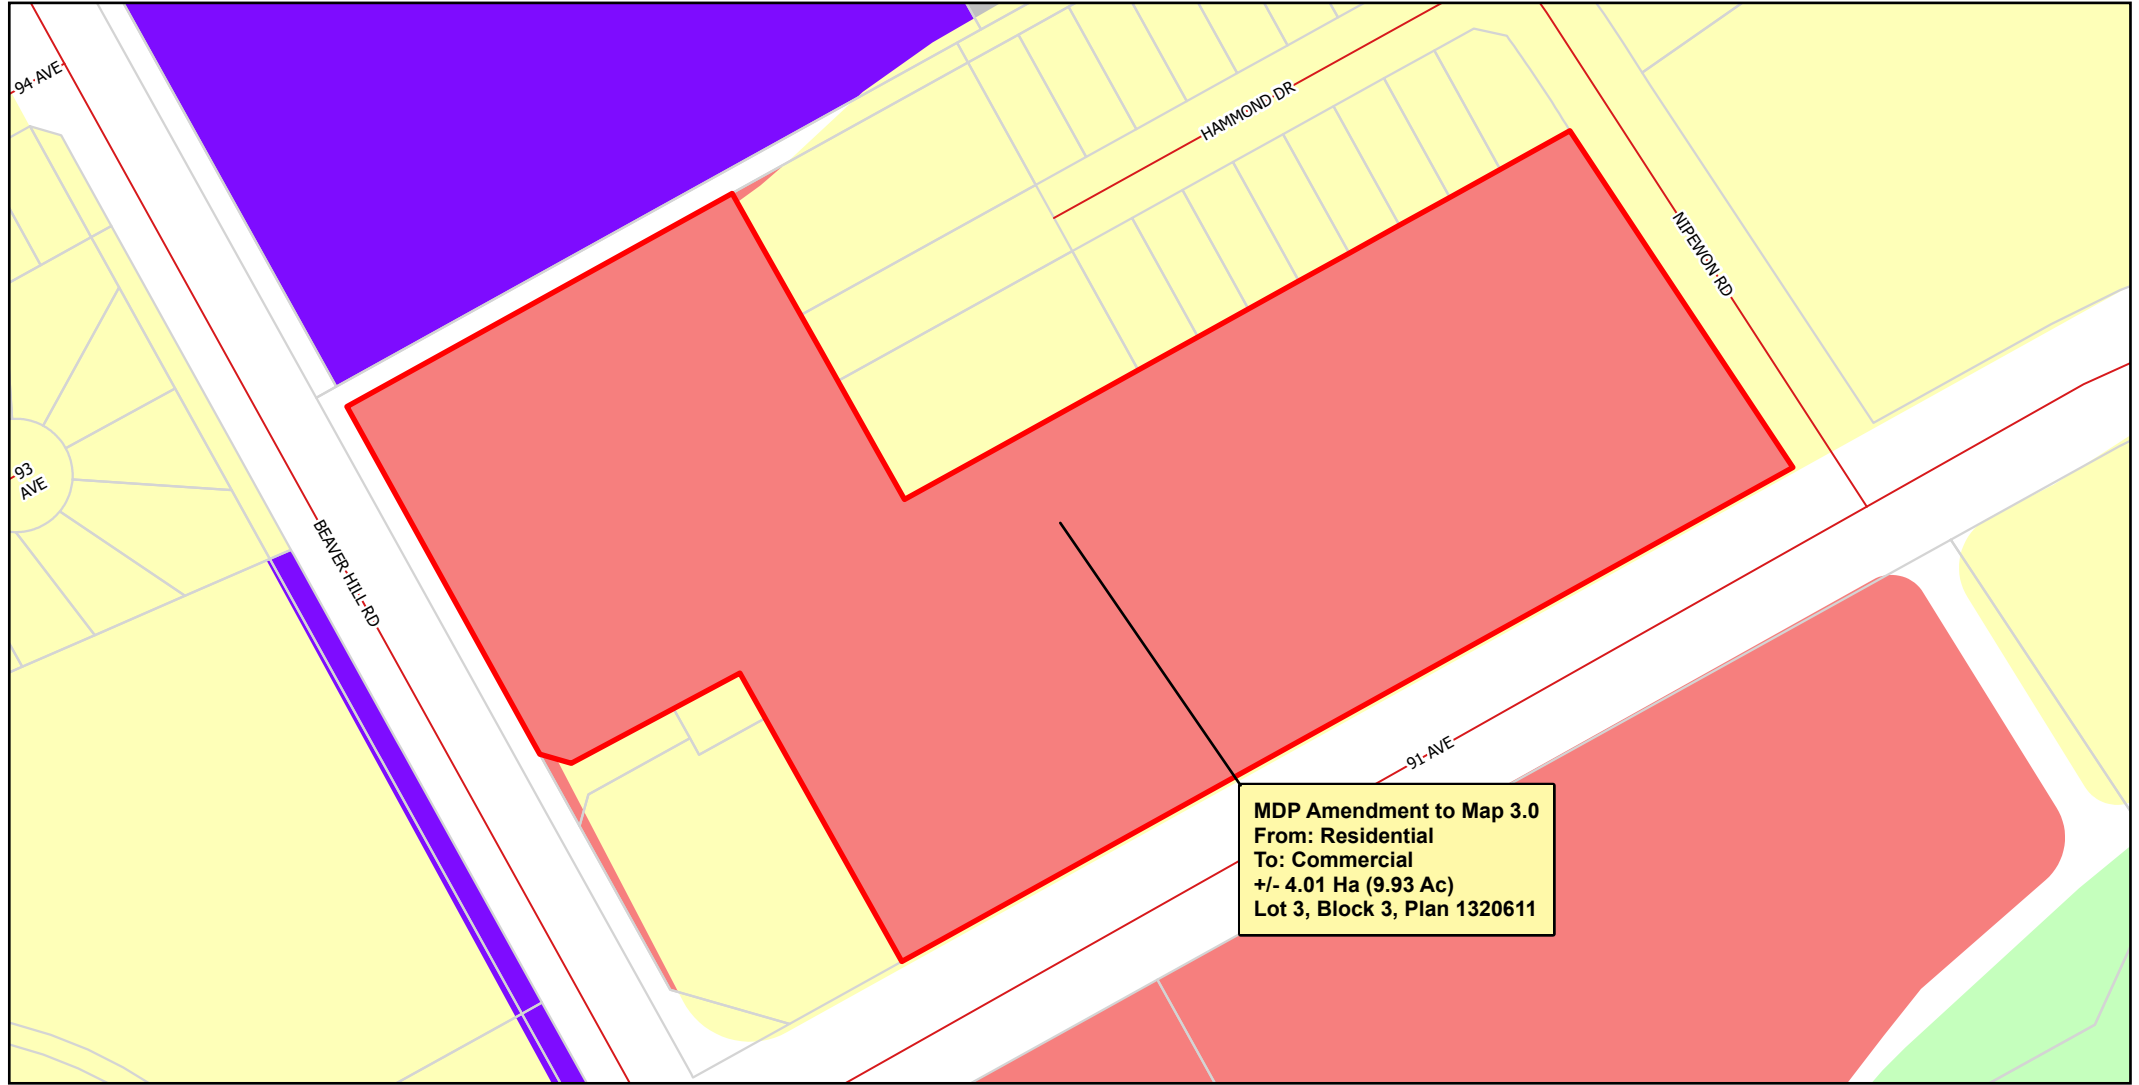 94 AVE
HAMMOND DR
NIPEWON RD
93
AVE
BEAVER HILL RD
91 AVE
MDP Amendment to Map 3.0
From: Residential
To: Commercial
+/- 4.01 Ha (9.93 Ac)
Lot 3, Block 3, Plan 1320611